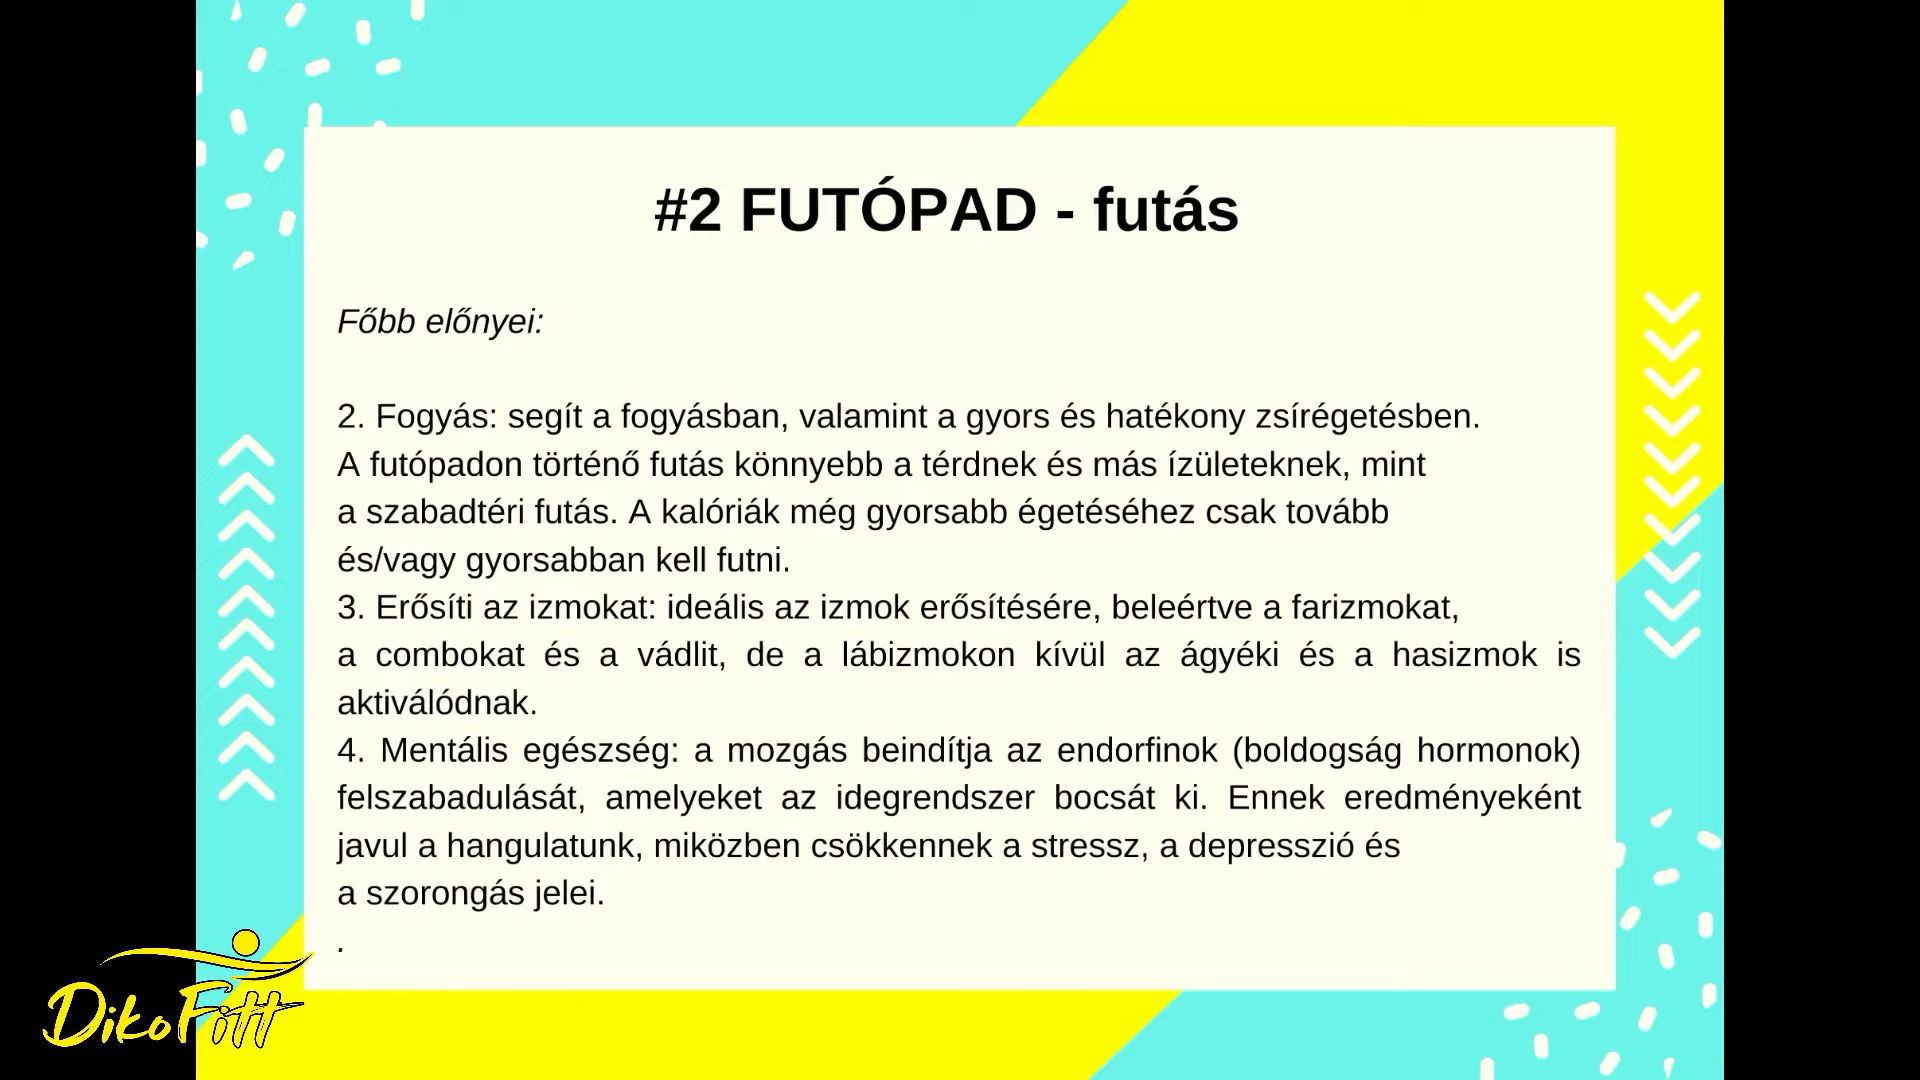 #2 FUTÓPAD - futás
Főbb előnyei:
2. Fogyás: segít a fogyásban, valamint a gyors és hatékony zsírégetésben.
A futópadon történő futás könnyebb a térdnek és más ízületeknek, mint
a szabadtéri futás. A kalóriák még gyorsabb égetéséhez csak tovább
és/vagy gyorsabban kell futni.
3. Erősíti az izmokat: ideális az izmok erősítésére, beleértve a farizmokat,
a combokat és a vádlit, de a lábizmokon kívül az ágyéki és a hasizmok is
aktiválódnak.
4. Mentális egészség: a mozgás beindítja az endorfinok (boldogság hormonok)
felszabadulását, amelyeket az idegrendszer bocsát ki. Ennek eredményeként
javul a hangulatunk, miközben csökkennek a stressz, a depresszió és
a szorongás jelei.
.
DikoFitt